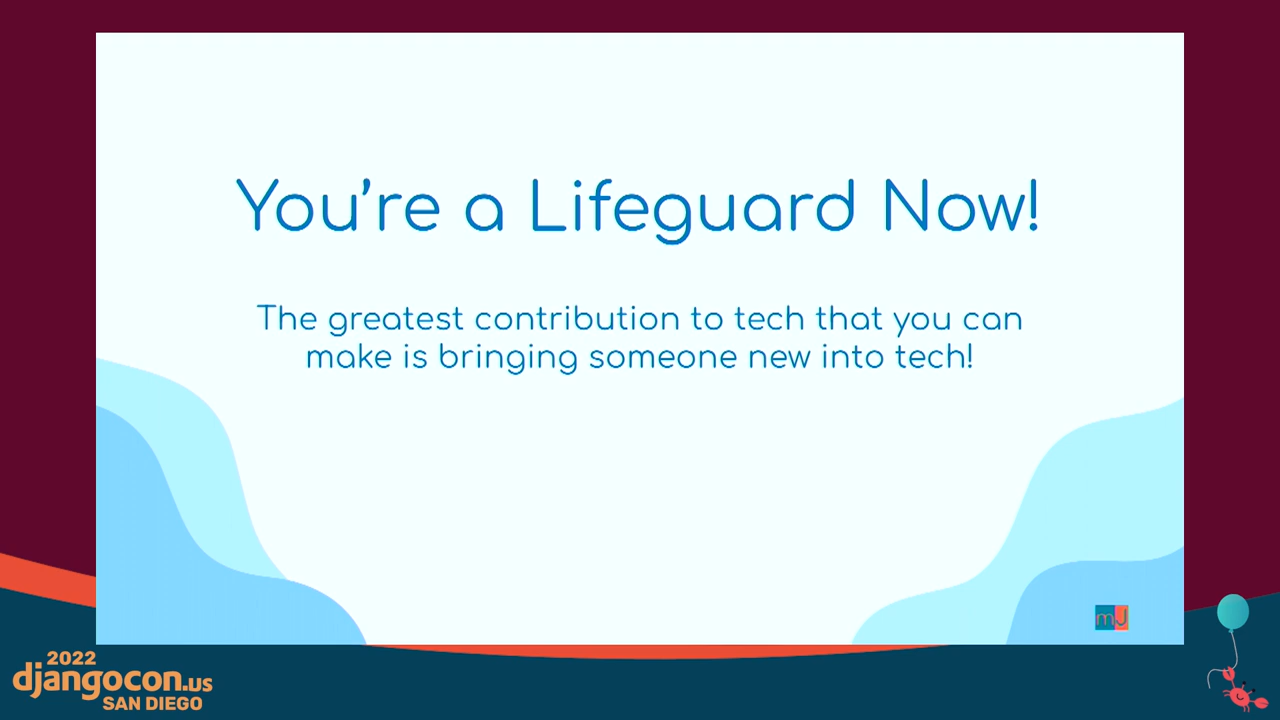 You're a Lifeguard Now!
The greatest contribution to tech that you can
make is bringing someone new into tech!
mJ
2022
djangocon.us
SAN DIEGO